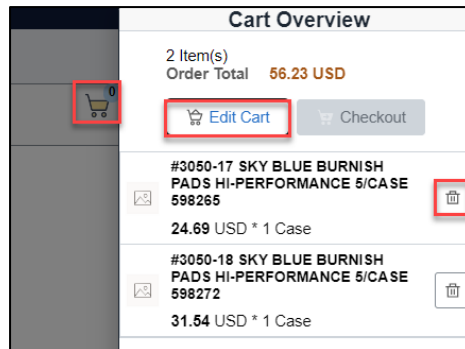 Cart Overview
0
2 Item(s)
Order Total 56.23 USD
Edit Cart
Checkout
#3050-17 SKY BLUE BURNISH
PADS HI-PERFORMANCE 5/CASE
598265
24.69 USD * 1 Case
#3050-18 SKY BLUE BURNISH
PADS HI-PERFORMANCE 5/CASE
598272
31.54 USD * 1 Case